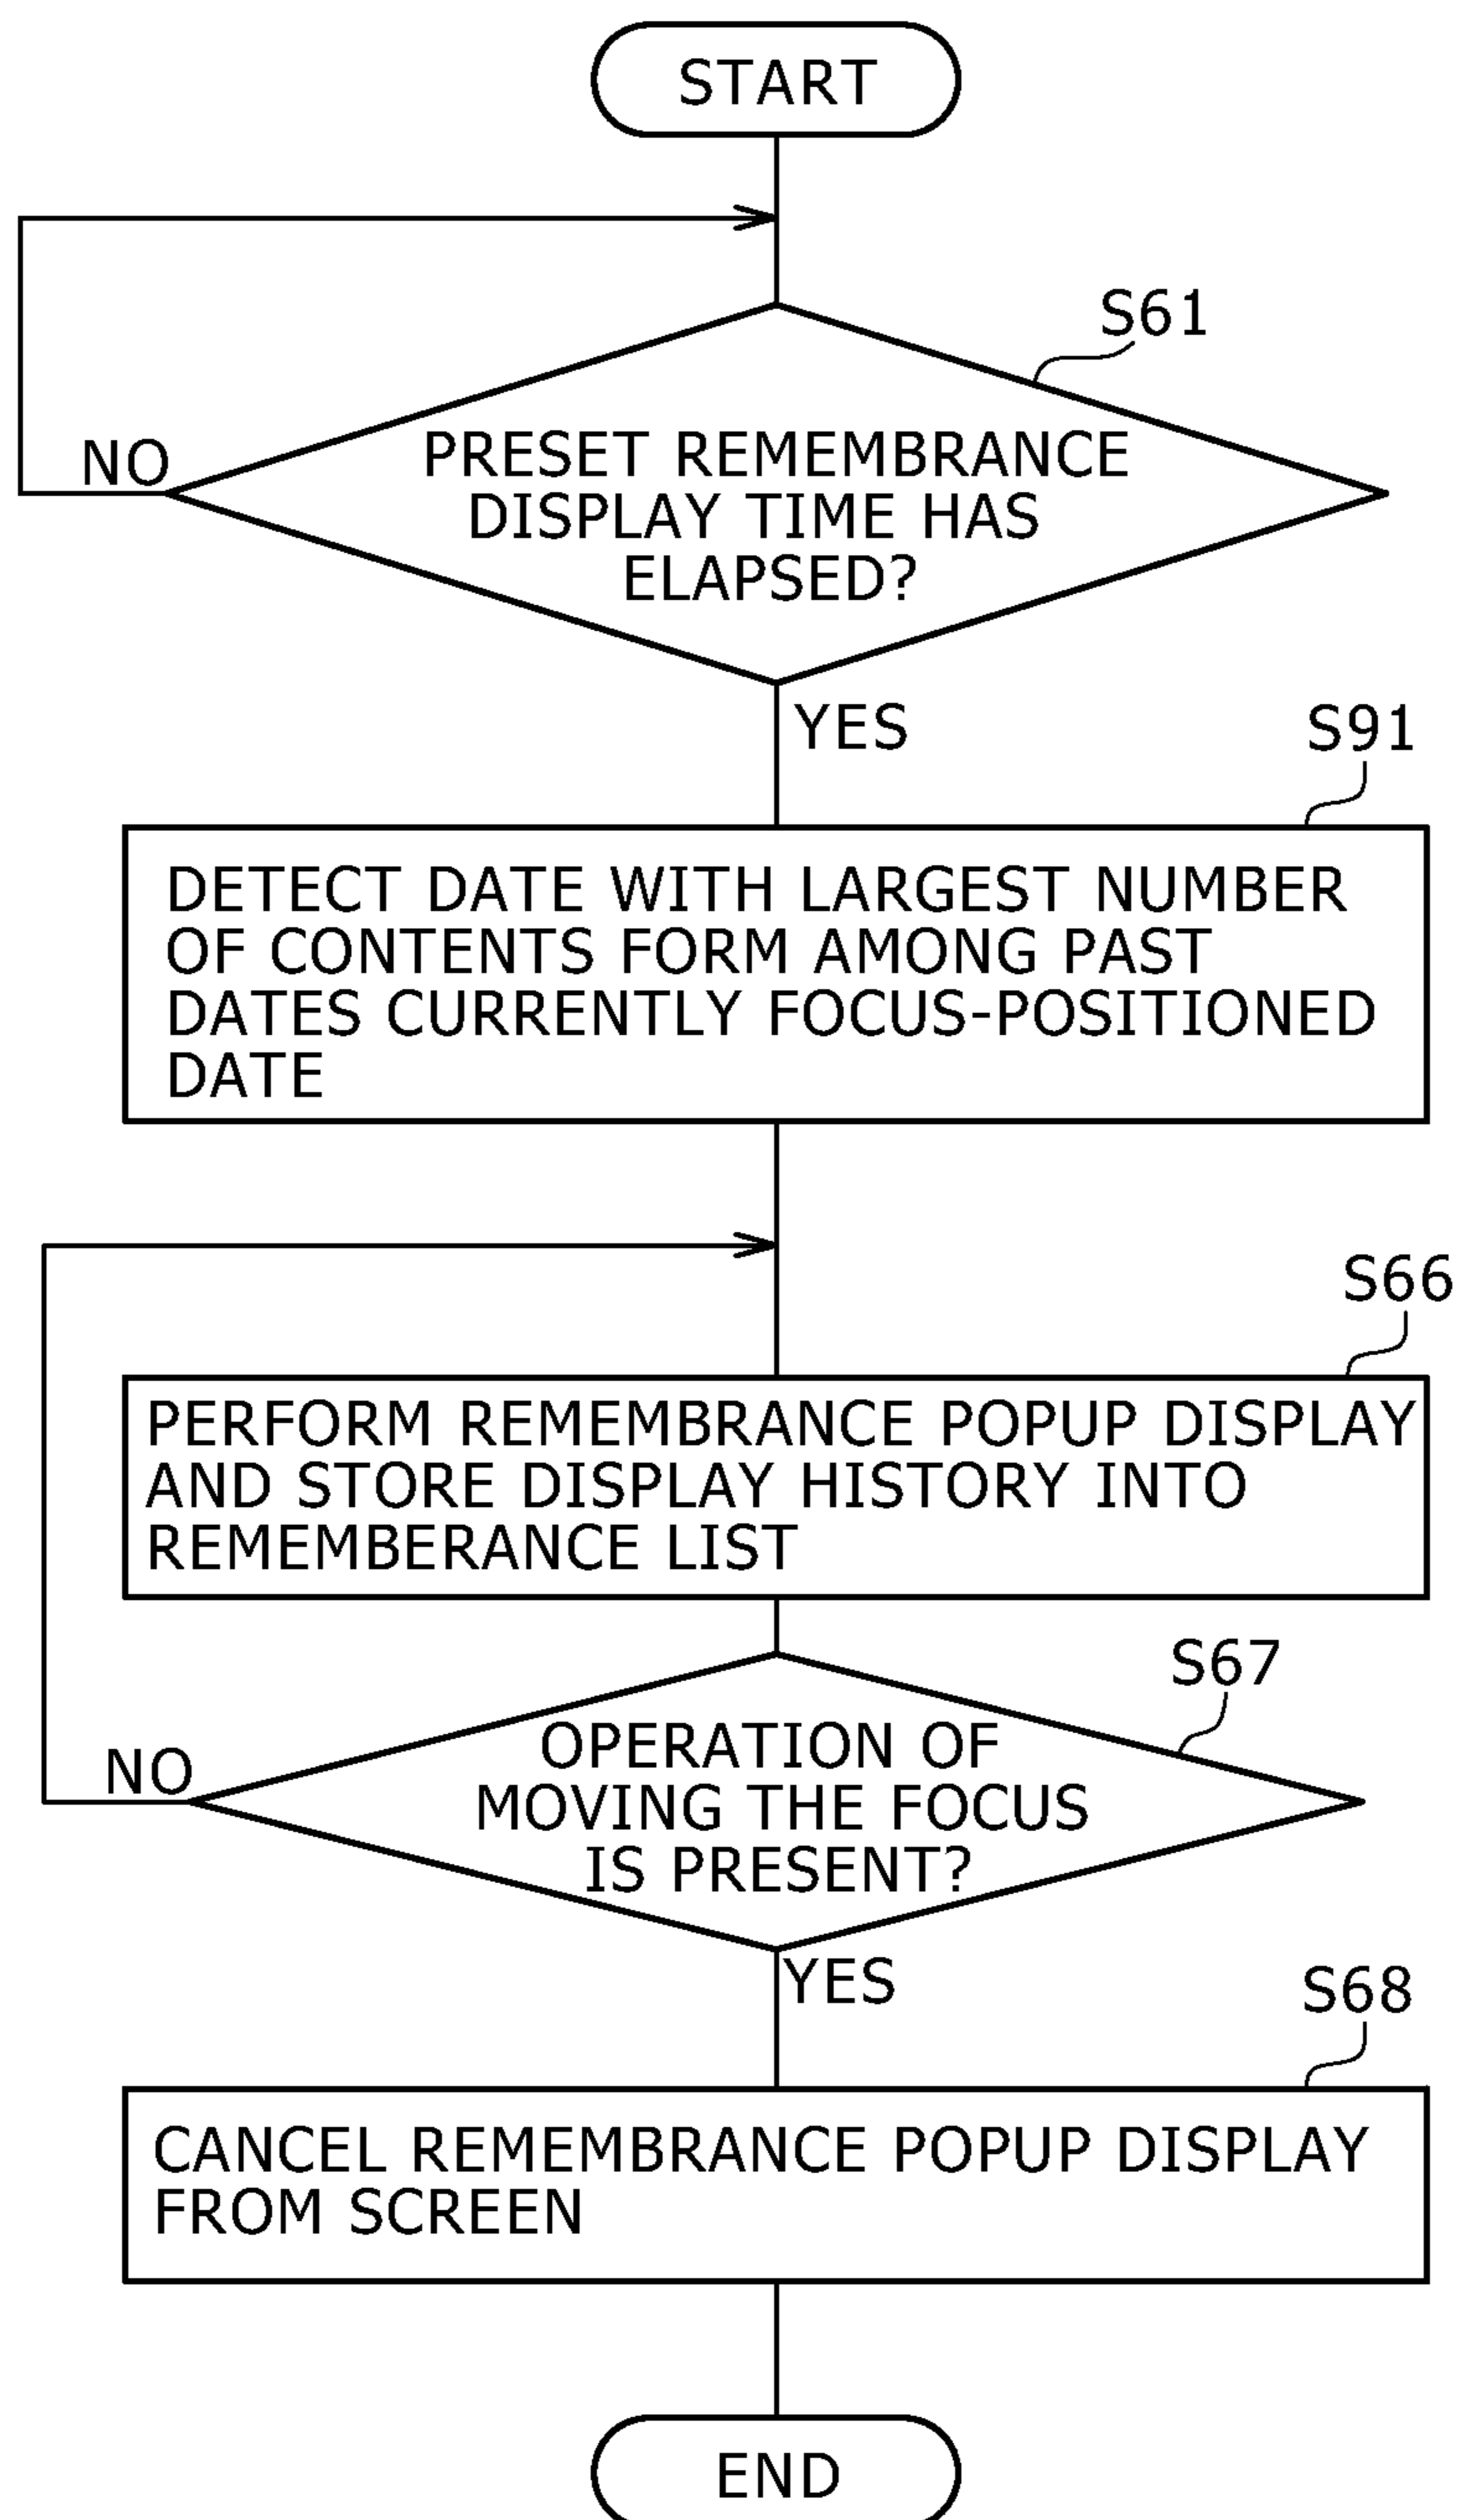 START
S61
NO
PRESET REMEMBRANCE
DISPLAY TIME HAS
ELAPSED?
YES
S91
DETECT DATE WITH LARGEST NUMBER
OF CONTENTS FORM AMONG PAST
DATES CURRENTLY FOCUS-POSITIONED
DATE
S66
PERFORM REMEMBRANCE POPUP DISPLAY
AND STORE DISPLAY HISTORY INTO
REMEMBERANCE LIST
S67
NO
OPERATION OF
MOVING THE FOCUS
IS PRESENT?
YES
S68
CANCEL REMEMBRANCE POPUP DISPLAY
FROM SCREEN
END